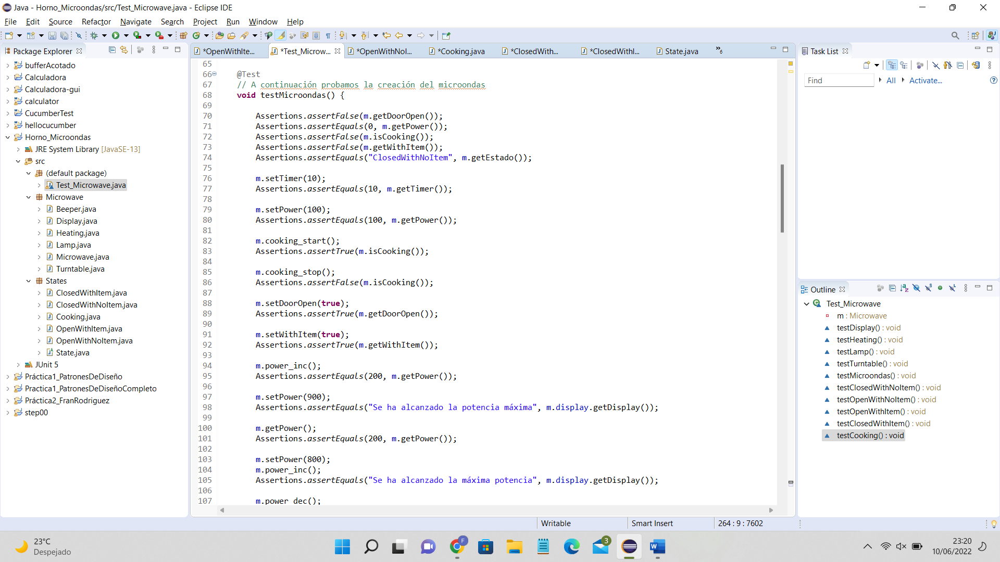 Java - Horno_Microondas/src/Test_Microwave.java - Eclipse IDE
File Edit Source Refactor Navigate Search Project Run Window Help
Package Explorer
bufferAcotado
Calculadora
Calculadora-gui
calculator
CucumberTest
hellocucumber
Horno_Microondas
JRE System Library [JavaSE-13]
src
(default package)
Test_Microwave.java
Microwave
Beeper.java
Display.java
Heating.java
Lamp.java
Microwave.java
Turntable.java
States
ClosedWithItem.java
ClosedWithNoItem.java
Cooking.java
OpenWithItem.java
OpenWithNoItem.java
State.java
JUnit 5
Práctica1_PatronesDeDiseño
Practica1_PatronesDeDiseñoCompleto
Práctica2_FranRodriguez
step00
*OpenWithIte... *Test_Microw... *OpenWithNoI... *Cooking.java *ClosedWith... *ClosedWithI... State.java »6
65
66 @Test
67 // A continuación probamos la creación del microondas
68 void testMicroondas() {
69
70 Assertions.assertFalse(m.getDoorOpen());
71 Assertions.assertEquals(0, m.getPower());
72 Assertions.assertFalse(m.isCooking());
73 Assertions.assertFalse(m.getWithItem());
74 Assertions.assertEquals("ClosedWithNoItem", m.getEstado());
75
76 m.setTimer(10);
77 Assertions.assertEquals(10, m.getTimer());
78
79 m.setPower(100);
80 Assertions.assertEquals(100, m.getPower());
81
82 m.cooking_start();
83 Assertions.assertTrue(m.isCooking());
84
85 m.cooking_stop();
86 Assertions.assertFalse(m.isCooking());
87
88 m.setDoorOpen(true);
89 Assertions.assertTrue(m.getDoorOpen());
90
91 m.setWithItem(true);
92 Assertions.assertTrue(m.getWithItem());
93
94 m.power_inc();
95 Assertions.assertEquals(200, m.getPower());
96
97 m.setPower(900);
98 Assertions.assertEquals("Se ha alcanzado la potencia máxima", m.display.getDisplay());
99
100 m.getPower();
101 Assertions.assertEquals(200, m.getPower());
102
103 m.setPower(800);
104 m.power_inc();
105 Assertions.assertEquals("Se ha alcanzado la máxima potencia", m.display.getDisplay());
106
107 m.power_dec();
Task List
Find All Activate...
Outline
Test_Microwave
m : Microwave
testDisplay() : void
testHeating() : void
testLamp() : void
testTurntable() : void
testMicroondas() : void
testClosedWithNoItem() : void
testOpenWithNoItem() : void
testOpenWithItem() : void
testClosedWithItem() : void
testCooking() : void
Writable Smart Insert 264 : 9 : 7602
23°C
Despejado
F
3
23:20
10/06/2022